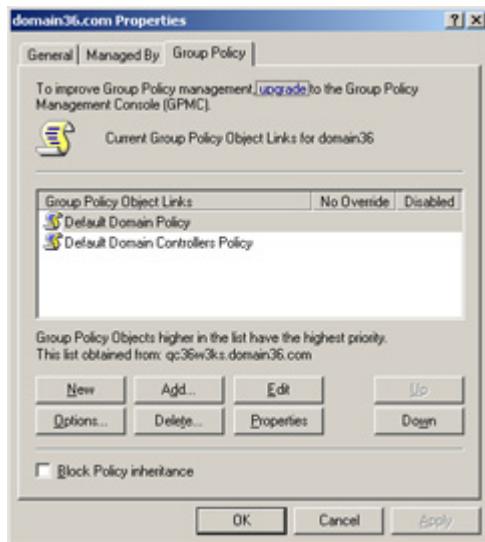 domain36.com Properties
General Managed By Group Policy
To improve Group Policy management, upgrade to the Group Policy
Management Console (GPMC).
Current Group Policy Object Links for domain36
Group Policy Object Links No Override Disabled
Default Domain Policy
Default Domain Controllers Policy
Group Policy Objects higher in the list have the highest priority.
This list obtained from: qc36w3ks.domain36.com
New Add... Edit Up
Options... Delete... Properties Down
Block Policy inheritance
OK Cancel Apply